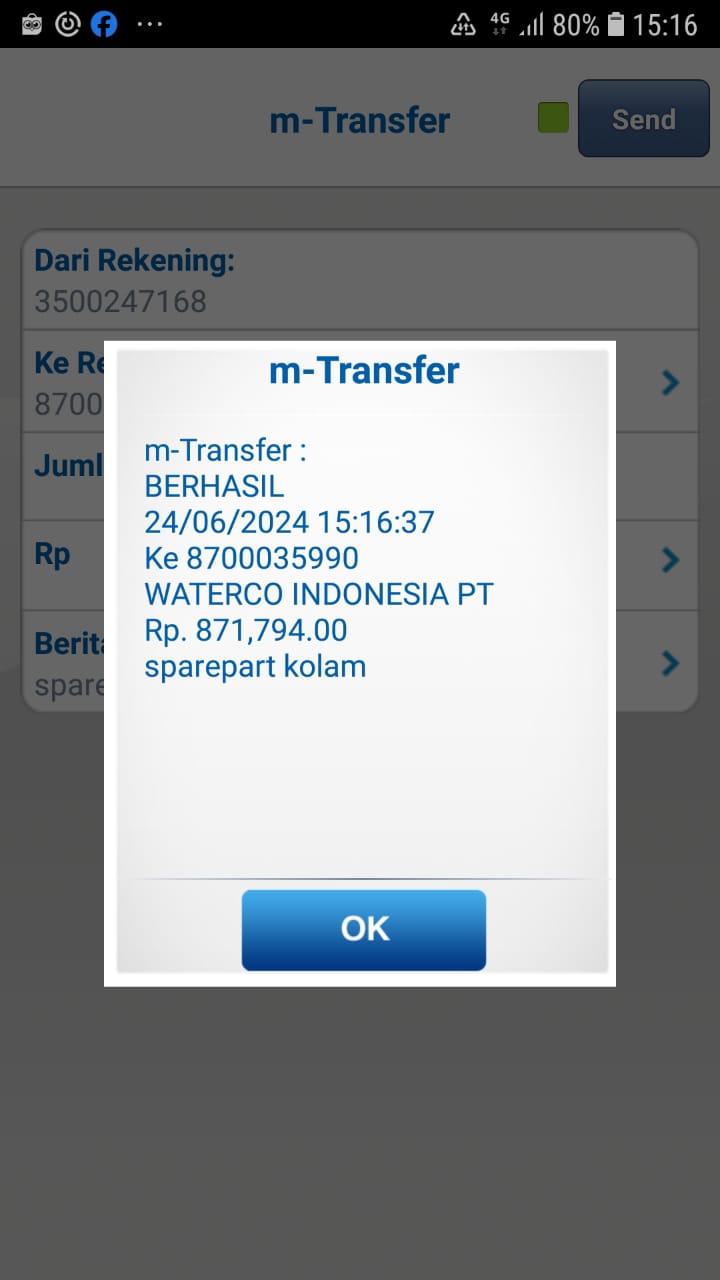 4G 80% 15:16
m-Transfer
Send
Dari Rekening:
3500247168
Ke Re
8700
Juml
Rp
Berita
spare
m-Transfer
m-Transfer :
BERHASIL
24/06/2024 15:16:37
Ke 8700035990
WATERCO INDONESIA PT
Rp. 871,794.00
sparepart kolam
OK